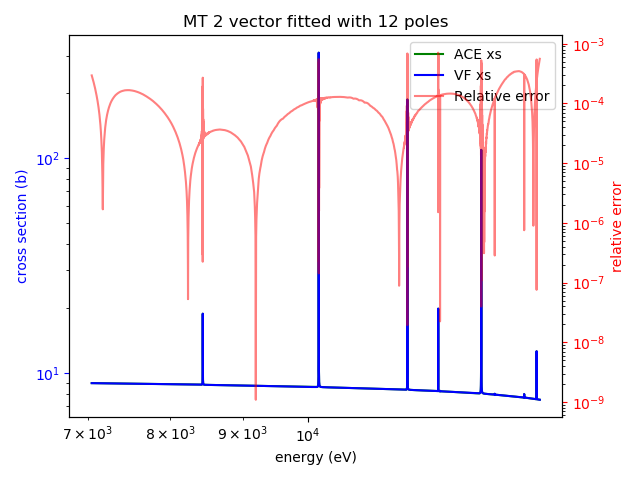 MT 2 vector fitted with 12 poles
ACE xs
VF xs
Relative error
cross section (b)
10²
10¹
relative error
10⁻³
10⁻⁴
10⁻⁵
10⁻⁶
10⁻⁷
10⁻⁸
10⁻⁹
7 × 10³
8 × 10³
9 × 10³
10⁴
energy (eV)